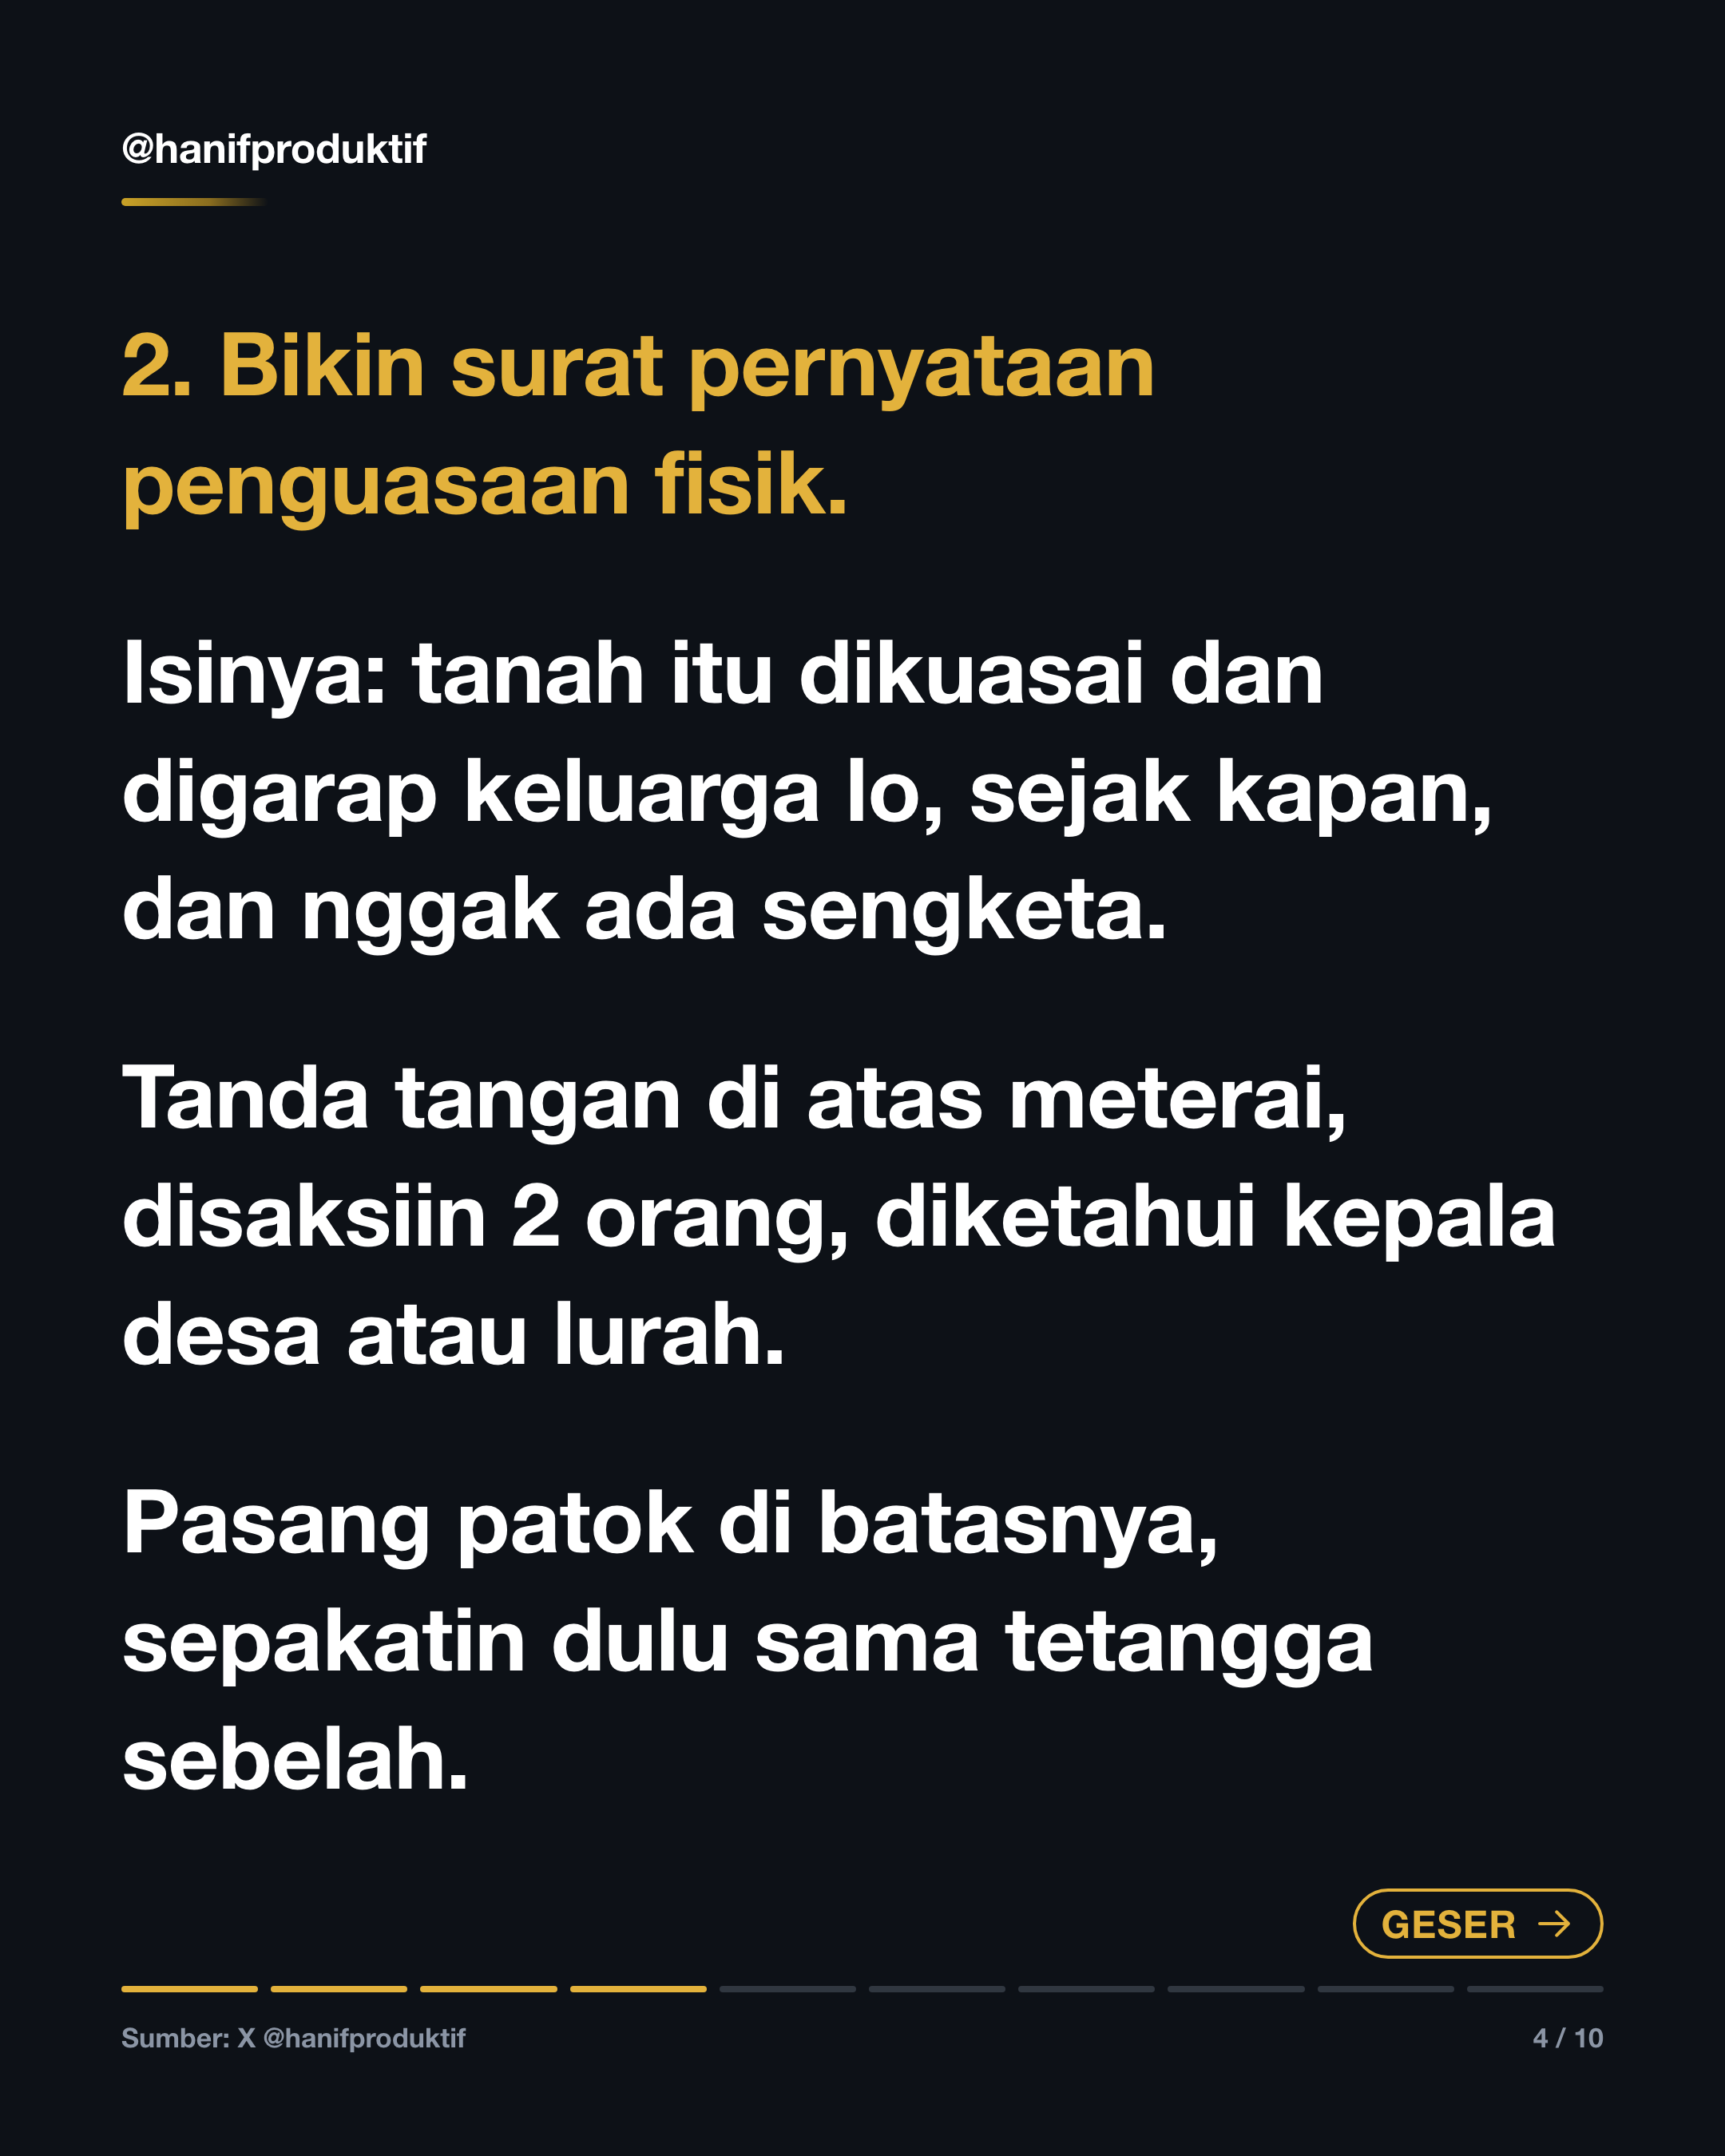 @hanifproduktif
2. Bikin surat pernyataan
penguasaan fisik.
Isinya: tanah itu dikuasai dan
digarap keluarga lo, sejak kapan,
dan nggak ada sengketa.
Tanda tangan di atas meterai,
disaksiin 2 orang, diketahui kepala
desa atau lurah.
Pasang patok di batasnya,
sepakatin dulu sama tetangga
sebelah.
GESER →
Sumber: X @hanifproduktif
4 / 10